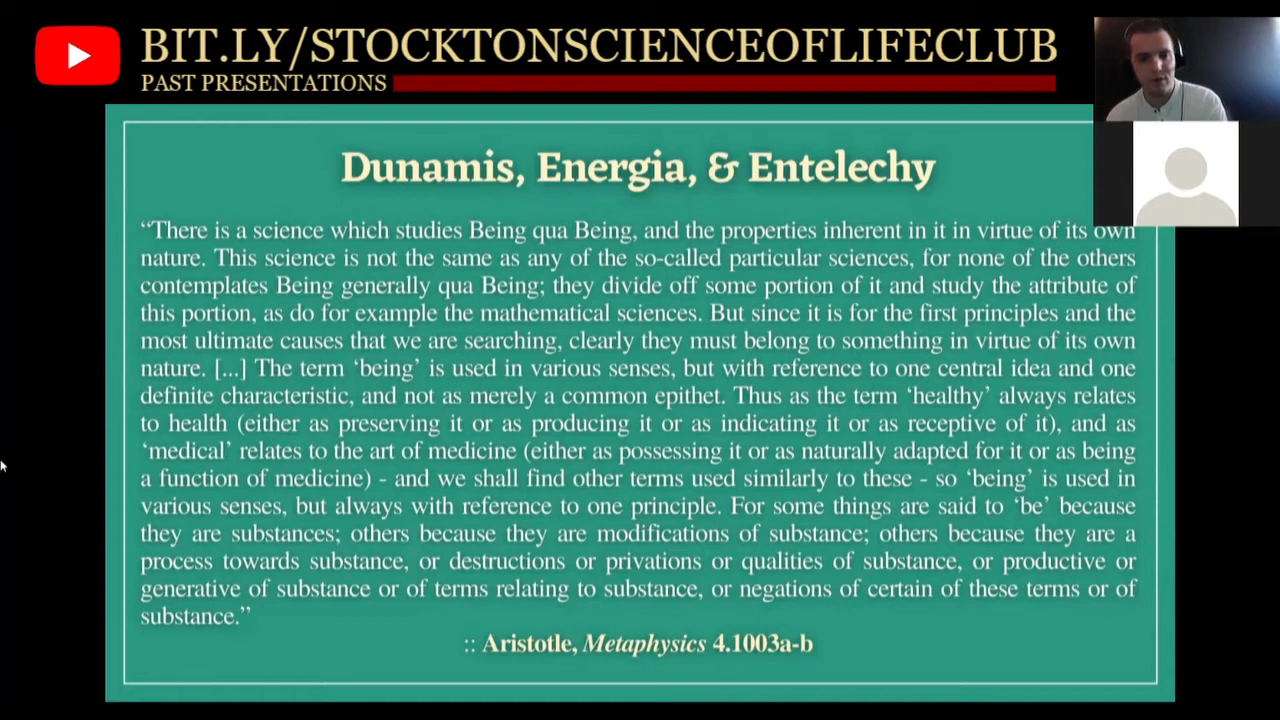 BIT.LY/STOCKTONSCIENCEOFLIFECLUB
PAST PRESENTATIONS
Dunamis, Energia, & Entelechy
“There is a science which studies Being qua Being, and the properties inherent in it in virtue of its own
nature. This science is not the same as any of the so-called particular sciences, for none of the others
contemplates Being generally qua Being; they divide off some portion of it and study the attribute of
this portion, as do for example the mathematical sciences. But since it is for the first principles and the
most ultimate causes that we are searching, clearly they must belong to something in virtue of its own
nature. [...] The term ‘being’ is used in various senses, but with reference to one central idea and one
definite characteristic, and not as merely a common epithet. Thus as the term ‘healthy’ always relates
to health (either as preserving it or as producing it or as indicating it or as receptive of it), and as
‘medical’ relates to the art of medicine (either as possessing it or as naturally adapted for it or as being
a function of medicine) - and we shall find other terms used similarly to these - so ‘being’ is used in
various senses, but always with reference to one principle. For some things are said to ‘be’ because
they are substances; others because they are modifications of substance; others because they are a
process towards substance, or destructions or privations or qualities of substance, or productive or
generative of substance or of terms relating to substance, or negations of certain of these terms or of
substance.”
:: Aristotle, Metaphysics 4.1003a-b